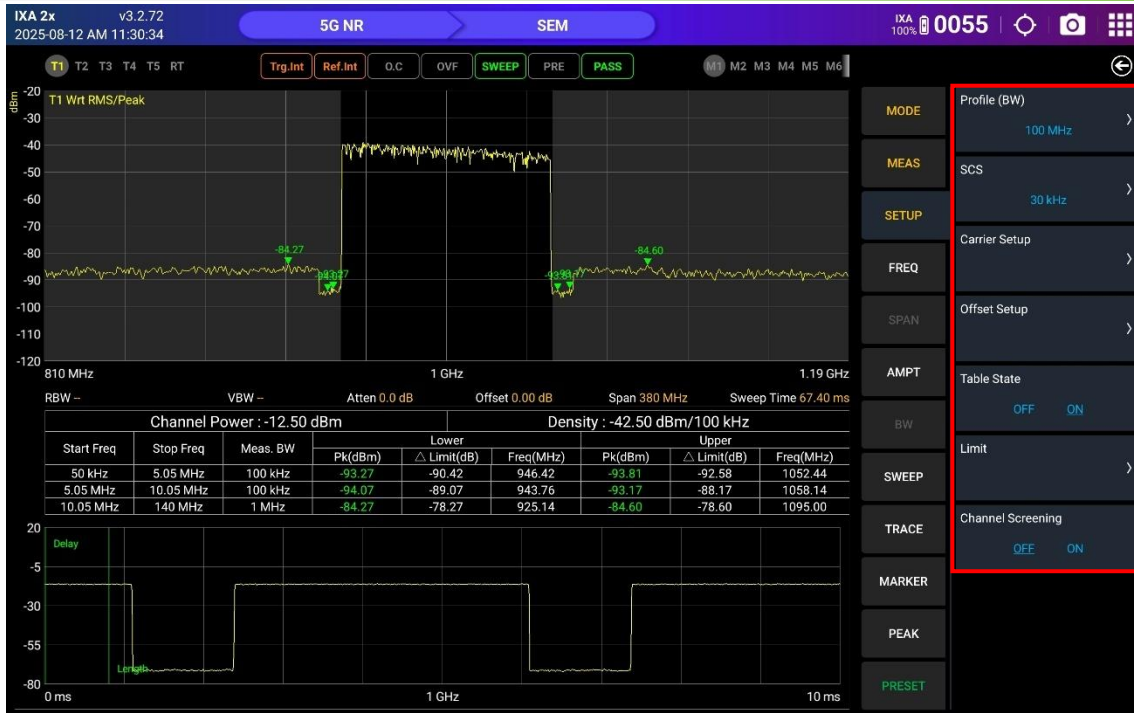 IXA 2x v3.2.72
2025-08-12 AM 11:30:34
5G NR
SEM
IXA
100%
0055
T1 T2 T3 T4 T5 RT
Trg.Int Ref.Int O.C OVF SWEEP PRE PASS
M1 M2 M3 M4 M5 M6
dBm
T1 Wrt RMS/Peak
-20
-30
-40
-50
-60
-70
-80
-90
-100
-110
-120
-84.27
-84.60
810 MHz 1 GHz 1.19 GHz
RBW -- VBW -- Atten 0.0 dB Offset 0.00 dB Span 380 MHz Sweep Time 67.40 ms
Channel Power : -12.50 dBm Density : -42.50 dBm/100 kHz
Start Freq Stop Freq Meas. BW Lower Upper
Pk(dBm) △ Limit(dB) Freq(MHz) Pk(dBm) △ Limit(dB) Freq(MHz)
50 kHz 5.05 MHz 100 kHz -93.27 -90.42 946.42 -93.81 -92.58 1052.44
5.05 MHz 10.05 MHz 100 kHz -94.07 -89.07 943.76 -93.17 -88.17 1058.14
10.05 MHz 140 MHz 1 MHz -84.27 -78.27 925.14 -84.60 -78.60 1095.00
20
-5
-30
-55
-80
Delay
Length
0 ms 1 GHz 10 ms
MODE
MEAS
SETUP
FREQ
SPAN
AMPT
BW
SWEEP
TRACE
MARKER
PEAK
PRESET
Profile (BW)
100 MHz
SCS
30 kHz
Carrier Setup
Offset Setup
Table State
OFF ON
Limit
Channel Screening
OFF ON